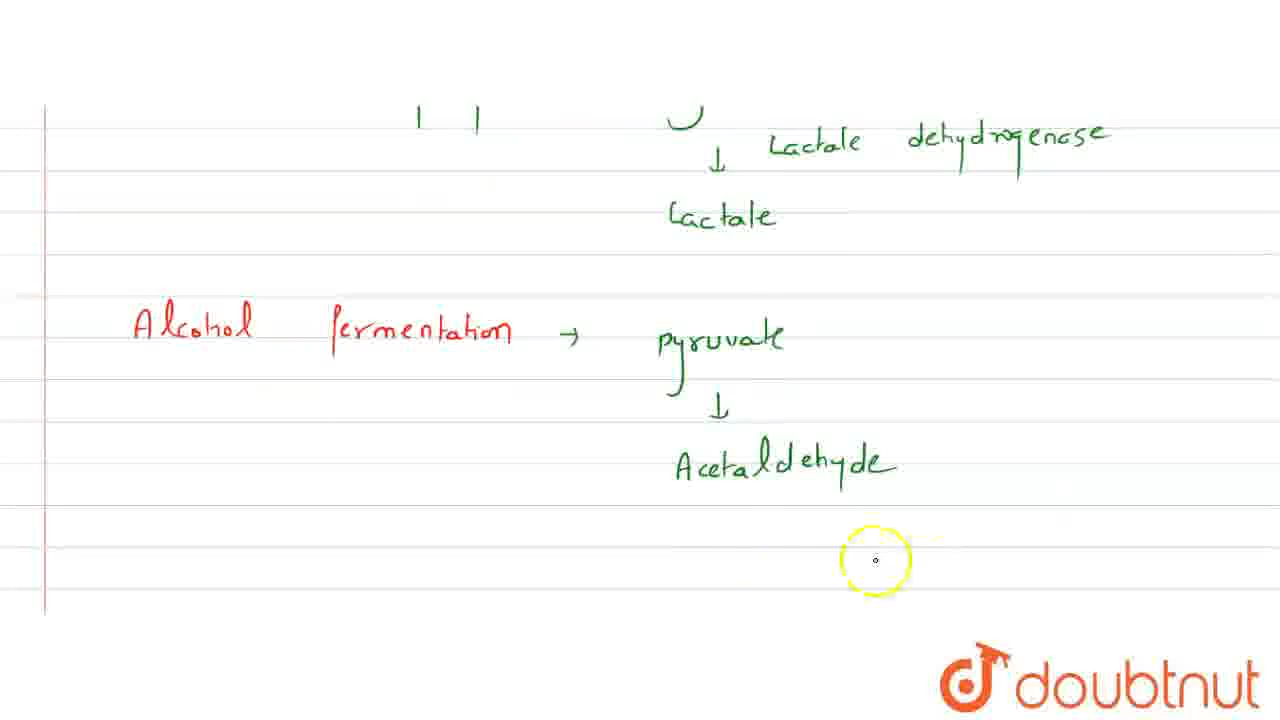 ↓ Lactate dehydrogenase
Lactate
Alcohol fermentation → pyruvate
↓
Acetaldehyde
doubtnut